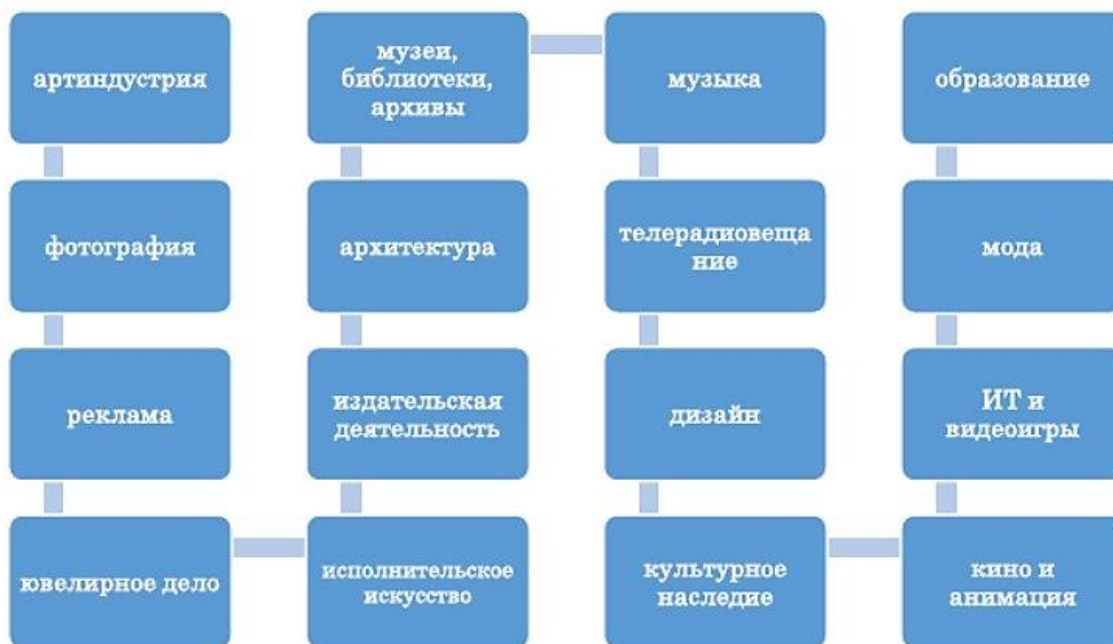 артиндустрия
фотография
реклама
ювелирное дело
исполнительское
искусство
издательская
деятельность
архитектура
музеи,
библиотеки,
архивы
музыка
телерадиовеща
ние
дизайн
культурное
наследие
кино и
анимация
ИТ и
видеоигры
мода
образование